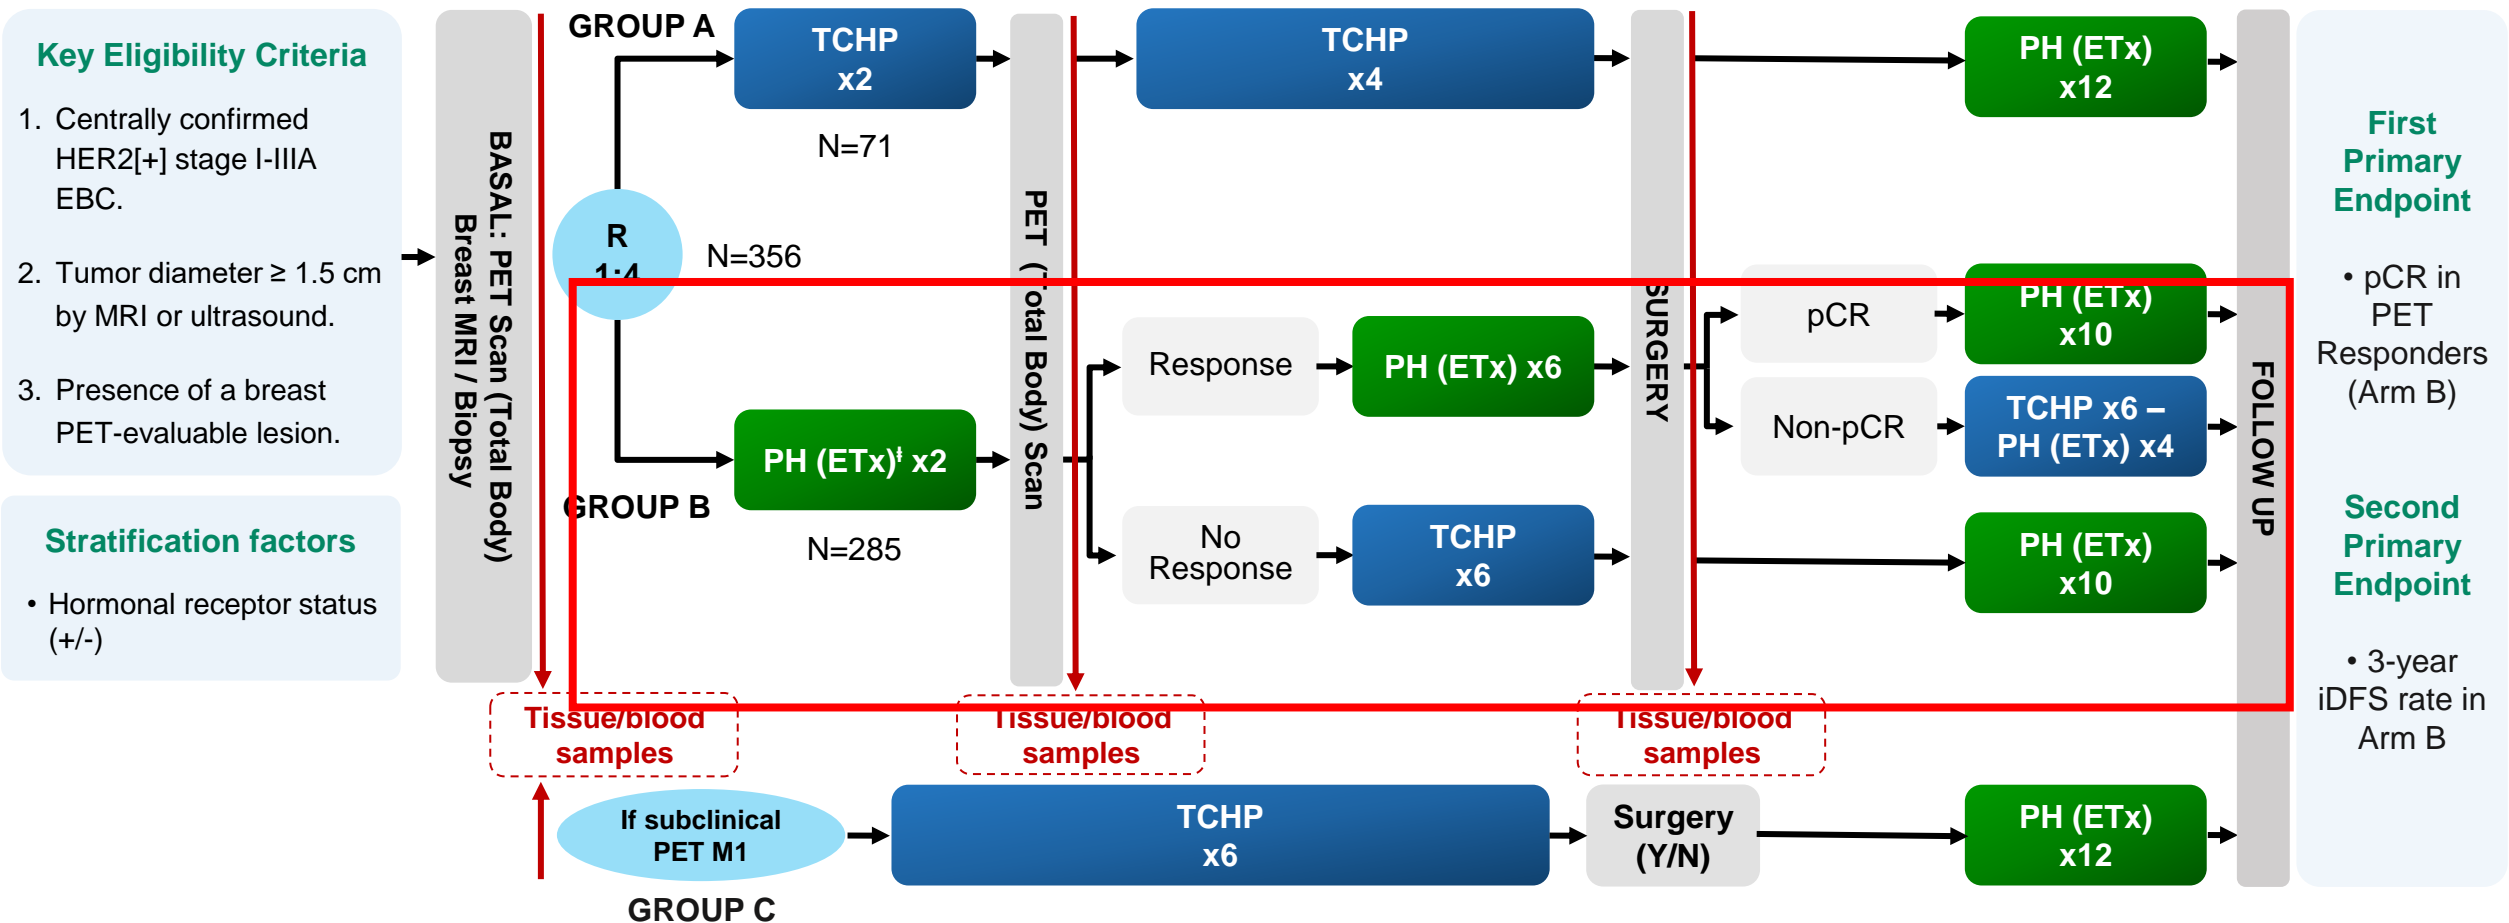 Key Eligibility Criteria
1. Centrally confirmed
HER2[+] stage I-IIIA
EBC.
2. Tumor diameter ≥ 1.5 cm
by MRI or ultrasound.
3. Presence of a breast
PET-evaluable lesion.
Stratification factors
• Hormonal receptor status
(+/-)
BASAL: PET Scan (Total Body)
Breast MRI / Biopsy
GROUP A
TCHP
x2
N=71
R
1:4
N=356
PH (ETx)ǂ x2
GROUP B
N=285
PET (Total Body) Scan
TCHP
x4
Response
PH (ETx) x6
No
Response
TCHP
x6
SURGERY
PH (ETx)
x12
pCR
PH (ETx)
x10
Non-pCR
TCHP x6 –
PH (ETx) x4
PH (ETx)
x10
FOLLOW UP
Tissue/blood
samples
Tissue/blood
samples
Tissue/blood
samples
If subclinical
PET M1
GROUP C
TCHP
x6
Surgery
(Y/N)
PH (ETx)
x12
First
Primary
Endpoint
• pCR in
PET
Responders
(Arm B)
Second
Primary
Endpoint
• 3-year
iDFS rate in
Arm B